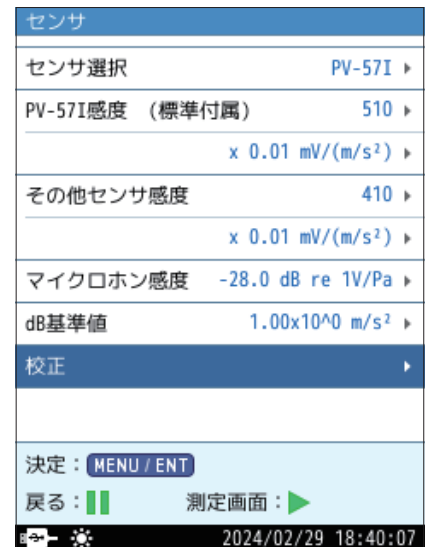 センサ
センサ選択 PV-57I
PV-57I感度 (標準付属) 510
x 0.01 mV/(m/s²)
その他センサ感度 410
x 0.01 mV/(m/s²)
マイクロホン感度 -28.0 dB re 1V/Pa
dB基準値 1.00x10^0 m/s²
校正
決定：MENU / ENT
戻る： 測定画面：
2024/02/29 18:40:07